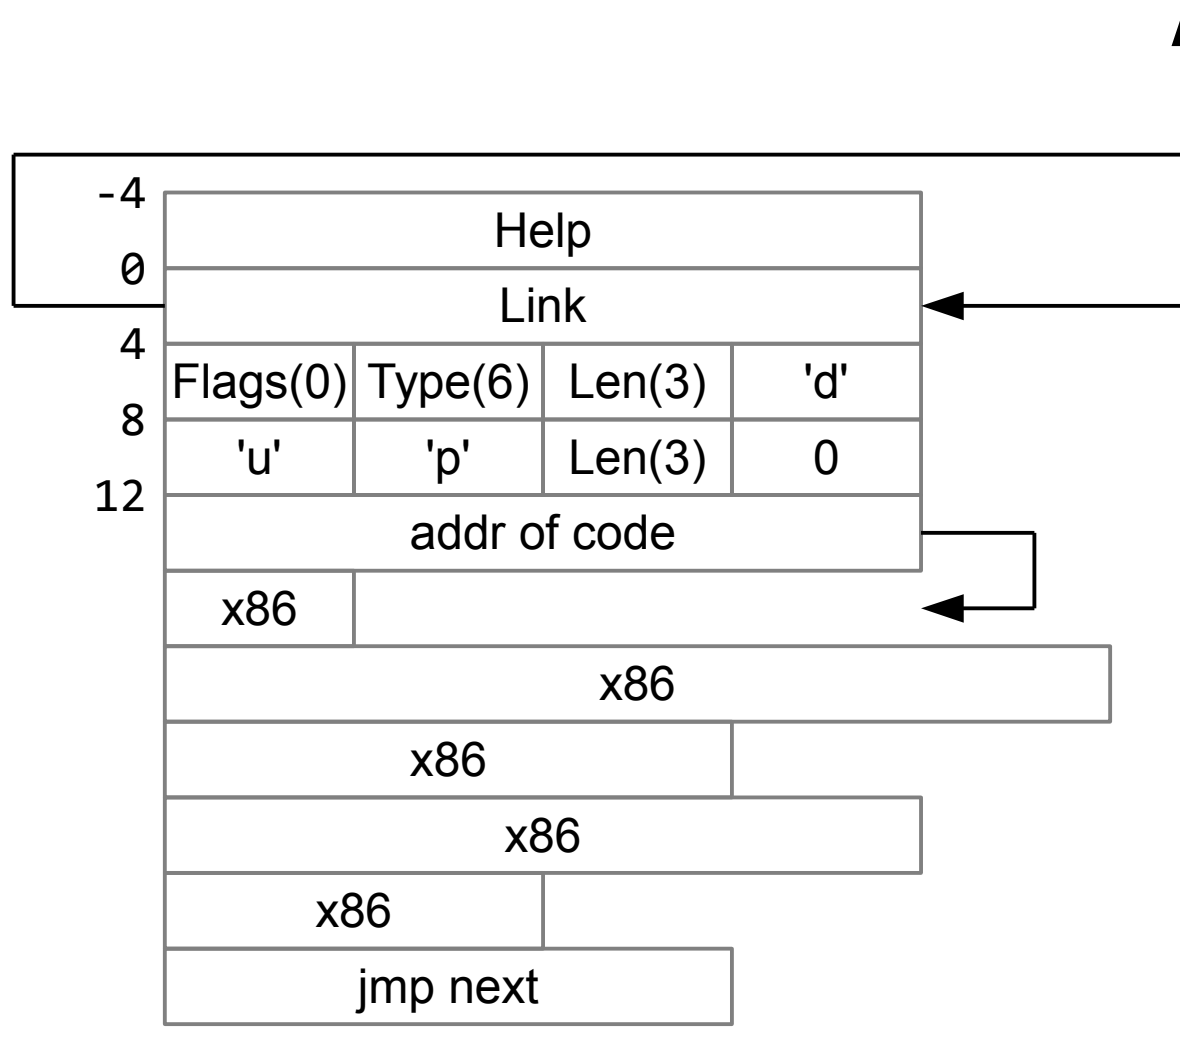 -4
Help
0
Link
4
Flags(0) Type(6) Len(3) 'd'
8
'u' 'p' Len(3) 0
12
addr of code
x86
x86
x86
x86
x86
jmp next